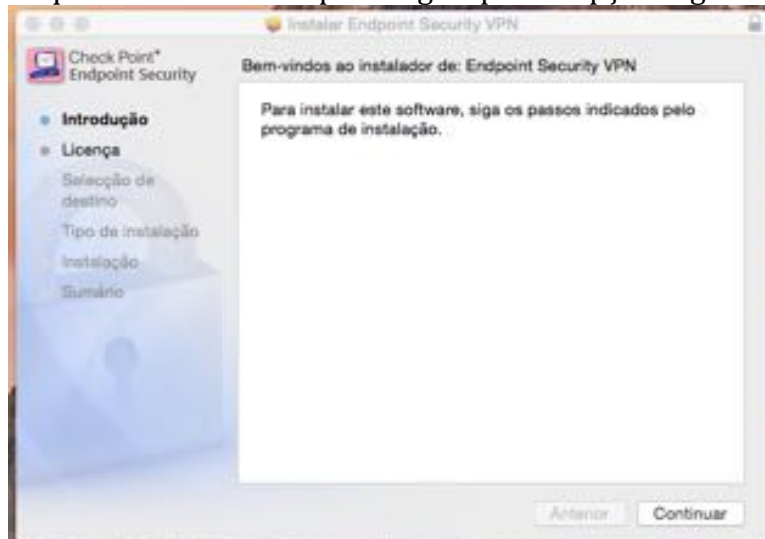 Instalar Endpoint Security VPN
Check Point*
Endpoint Security
Bem-vindos ao instalador de: Endpoint Security VPN
Introdução
Licença
Selecção de
destino
Tipo de instalação
Instalação
Sumário
Para instalar este software, siga os passos indicados pelo
programa de instalação.
Anterior
Continuar